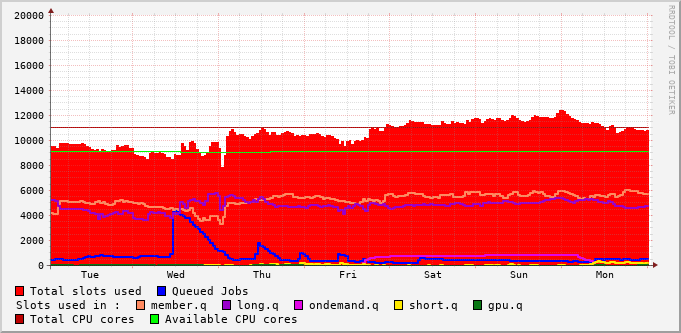 RRDTOOL / TOBI OETIKER
20000
18000
16000
14000
12000
10000
8000
6000
4000
2000
0
Tue Wed Thu Fri Sat Sun Mon
Total slots used Queued Jobs
Slots used in : member.q long.q ondemand.q short.q gpu.q
Total CPU cores Available CPU cores